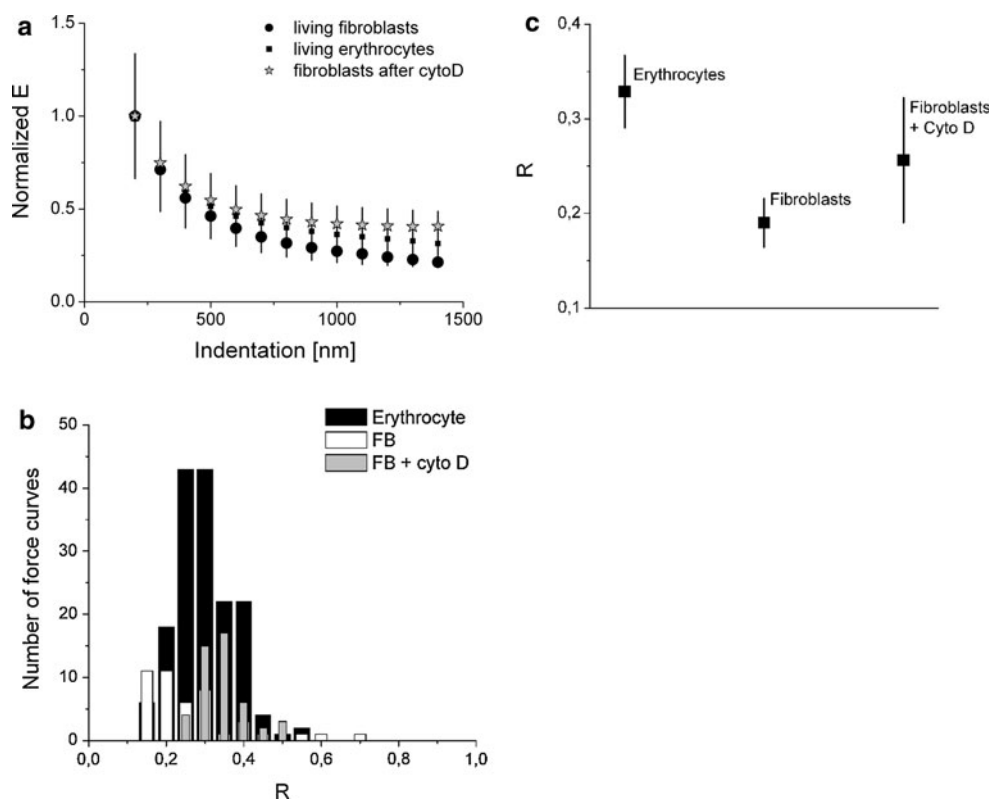 a
living fibroblasts
living erythrocytes
fibroblasts after cytoD
1.5
1.0
0.5
0.0
Normalized E
0
500
1000
1500
Indentation [nm]
c
0,4
0,3
0,2
0,1
R
Erythrocytes
Fibroblasts
Fibroblasts
+ Cyto D
b
Erythrocyte
FB
FB + cyto D
50
40
30
20
10
0
Number of force curves
0,0
0,2
0,4
0,6
0,8
1,0
R